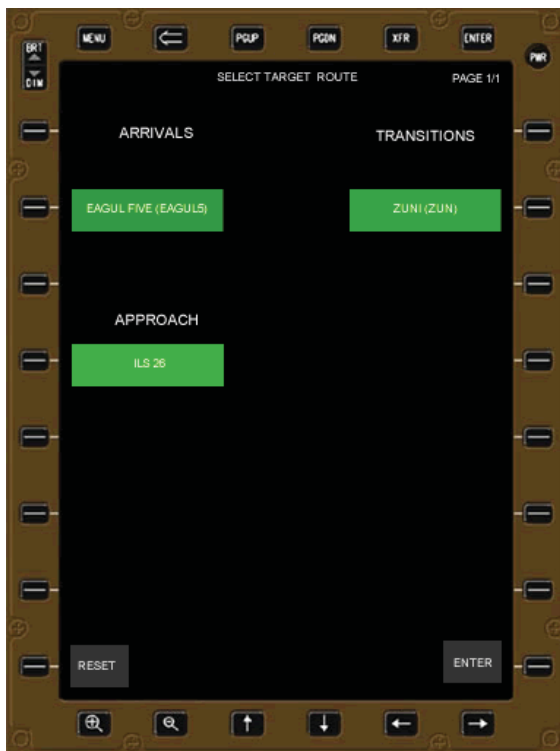 MENU PGUP PGDN XFR ENTER
BRT
DIM
PWR
SELECT TARGET ROUTE PAGE 1/1
ARRIVALS TRANSITIONS
EAGUL FIVE (EAGUL5) ZUNI (ZUN)
APPROACH
ILS 26
RESET ENTER